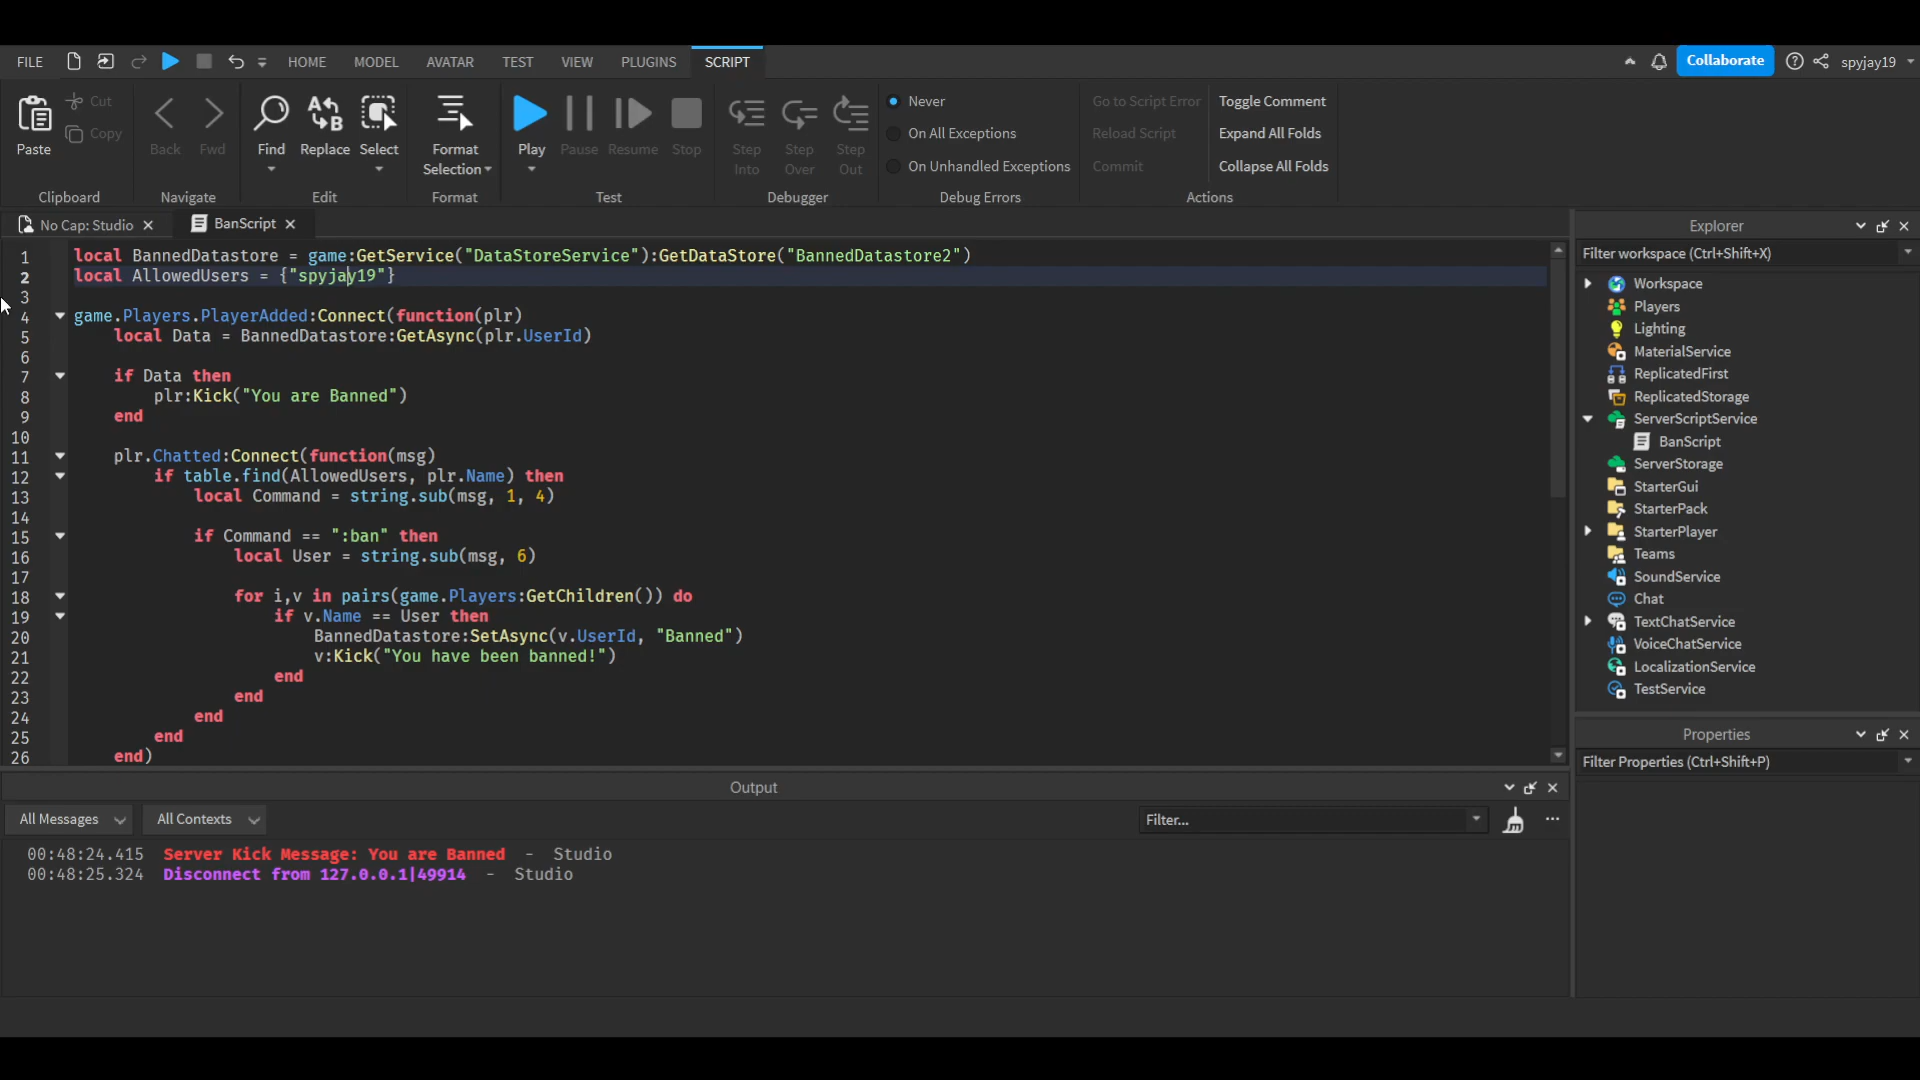 FILE HOME MODEL AVATAR TEST VIEW PLUGINS SCRIPT Collaborate spyjay19
Paste Cut Copy Back Fwd Find Replace Select Format Selection Play Pause Resume Stop Step Into Step Over Step Out
Never
On All Exceptions
On Unhandled Exceptions
Go to Script Error
Reload Script
Commit
Toggle Comment
Expand All Folds
Collapse All Folds
Clipboard Navigate Edit Format Test Debugger Debug Errors Actions
No Cap: Studio BanScript
1 local BannedDatastore = game:GetService("DataStoreService"):GetDataStore("BannedDatastore2")
2 local AllowedUsers = {"spyjay19"}
3
4 game.Players.PlayerAdded:Connect(function(plr)
5 local Data = BannedDatastore:GetAsync(plr.UserId)
6
7 if Data then
8 plr:Kick("You are Banned")
9 end
10
11 plr.Chatted:Connect(function(msg)
12 if table.find(AllowedUsers, plr.Name) then
13 local Command = string.sub(msg, 1, 4)
14
15 if Command == ":ban" then
16 local User = string.sub(msg, 6)
17
18 for i,v in pairs(game.Players:GetChildren()) do
19 if v.Name == User then
20 BannedDatastore:SetAsync(v.UserId, "Banned")
21 v:Kick("You have been banned!")
22 end
23 end
24 end
25 end
26 end)
Explorer
Filter workspace (Ctrl+Shift+X)
Workspace
Players
Lighting
MaterialService
ReplicatedFirst
ReplicatedStorage
ServerScriptService
BanScript
ServerStorage
StarterGui
StarterPack
StarterPlayer
Teams
SoundService
Chat
TextChatService
VoiceChatService
LocalizationService
TestService
Properties
Filter Properties (Ctrl+Shift+P)
Output
All Messages All Contexts Filter...
00:48:24.415 Server Kick Message: You are Banned - Studio
00:48:25.324 Disconnect from 127.0.0.1|49914 - Studio